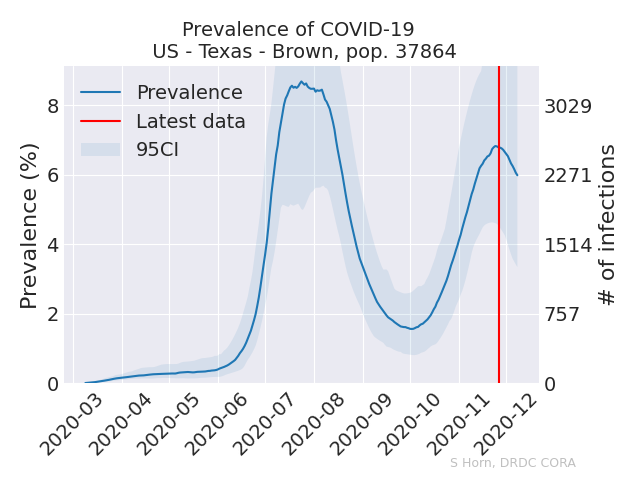 Prevalence of COVID-19
US - Texas - Brown, pop. 37864
Prevalence
Latest data
95CI
Prevalence (%)
8
6
4
2
0
3029
2271
1514
757
0
# of infections
2020-03
2020-04
2020-05
2020-06
2020-07
2020-08
2020-09
2020-10
2020-11
2020-12
S Horn, DRDC CORA